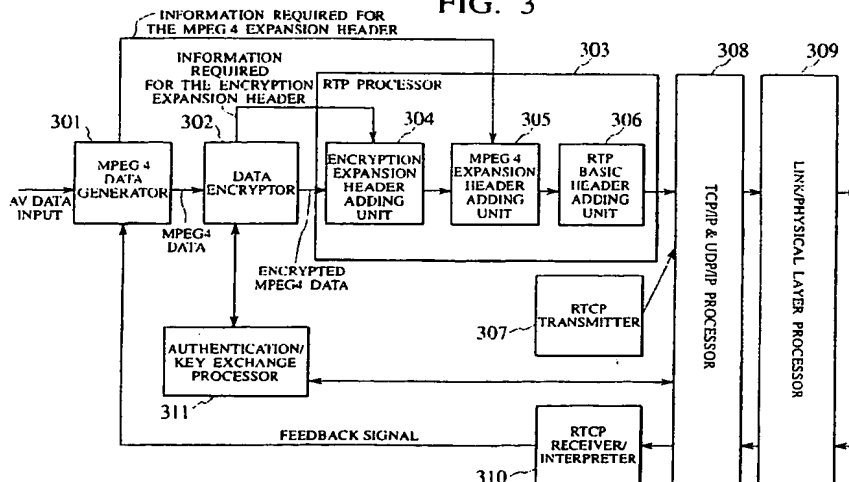 FIG. 3
INFORMATION REQUIRED FOR
THE MPEG 4 EXPANSION HEADER
INFORMATION
REQUIRED
FOR THE ENCRYPTION
EXPANSION HEADER
RTP PROCESSOR
303
308
309
301
302
304
305
306
MPEG 4
DATA
GENERATOR
DATA
ENCRYPTOR
ENCRYPTION
EXPANSION
HEADER
ADDING
UNIT
MPEG 4
EXPANSION
HEADER
ADDING
UNIT
RTP
BASIC
HEADER
ADDING
UNIT
AV DATA
INPUT
MPEG4
DATA
ENCRYPTED
MPEG4 DATA
TCP/IP & UDP/IP PROCESSOR
LINK/PHYSICAL LAYER PROCESSOR
RTCP
TRANSMITTER
307
AUTHENTICATION/
KEY EXCHANGE
PROCESSOR
311
FEEDBACK SIGNAL
RTCP
RECEIVER/
INTERPRETER
310